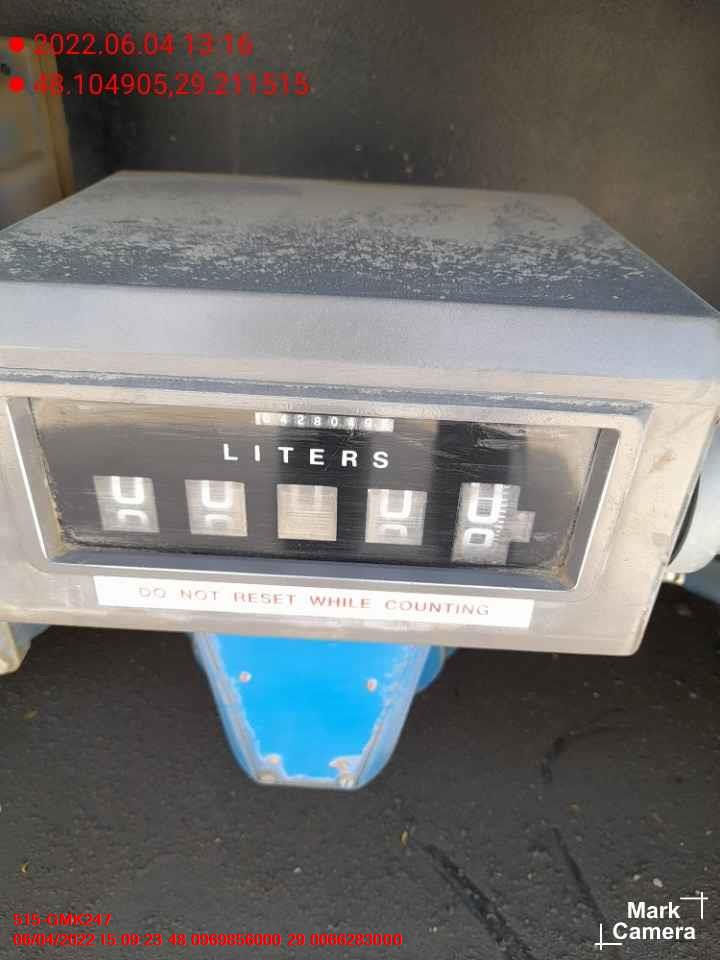 2022.06.04 13:16
48.104905,29.211515
LITERS
DO NOT RESET WHILE COUNTING
515-GMK247
06/04/2022 15:09:23 48.0969856000 29.0066283000
Mark
Camera